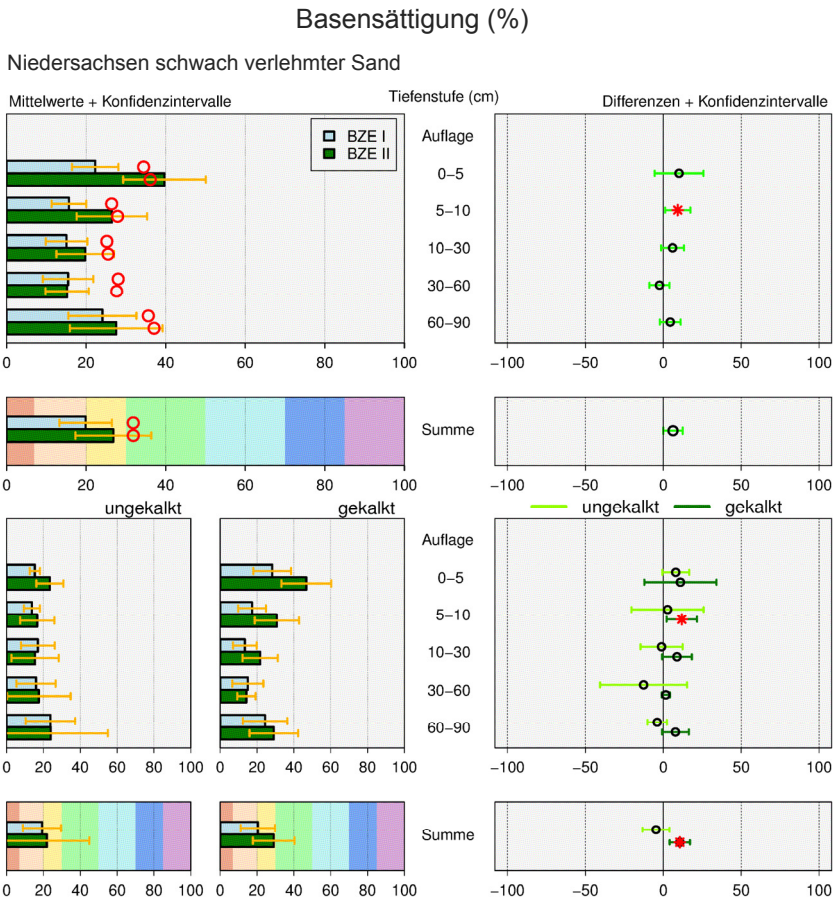 Basensättigung (%)
Niedersachsen schwach verlehmter Sand
Mittelwerte + Konfidenzintervalle Tiefenstufe (cm) Differenzen + Konfidenzintervalle
BZE I
BZE II
Auflage
0–5
5–10
10–30
30–60
60–90
0 20 40 60 80 100 −100 −50 0 50 100
Summe
0 20 40 60 80 100 −100 −50 0 50 100
ungekalkt gekalkt ungekalkt gekalkt
Auflage
0–5
5–10
10–30
30–60
60–90
0 20 40 60 80 100 0 20 40 60 80 100 −100 −50 0 50 100
Summe
0 20 40 60 80 100 0 20 40 60 80 100 −100 −50 0 50 100